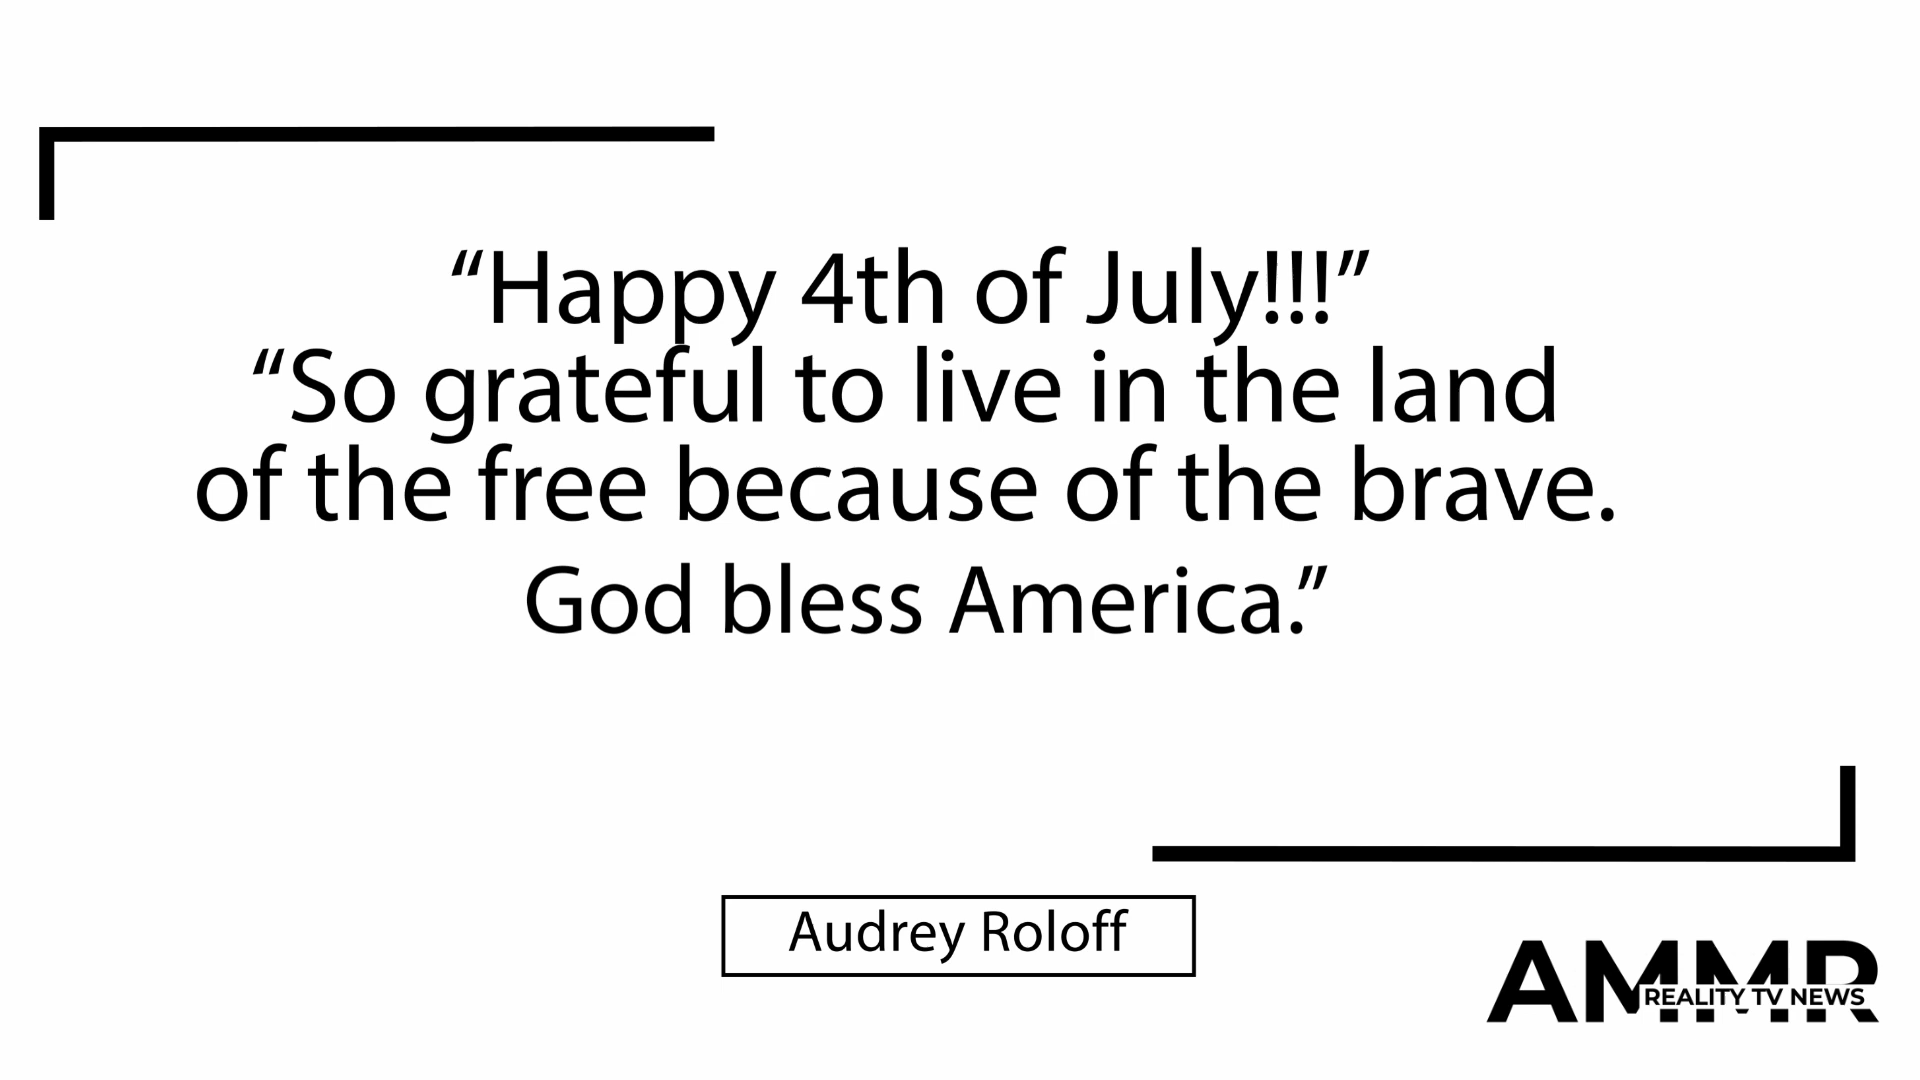 “Happy 4th of July!!!”
“So grateful to live in the land
of the free because of the brave.
God bless America.”
Audrey Roloff
AMMR
REALITY TV NEWS